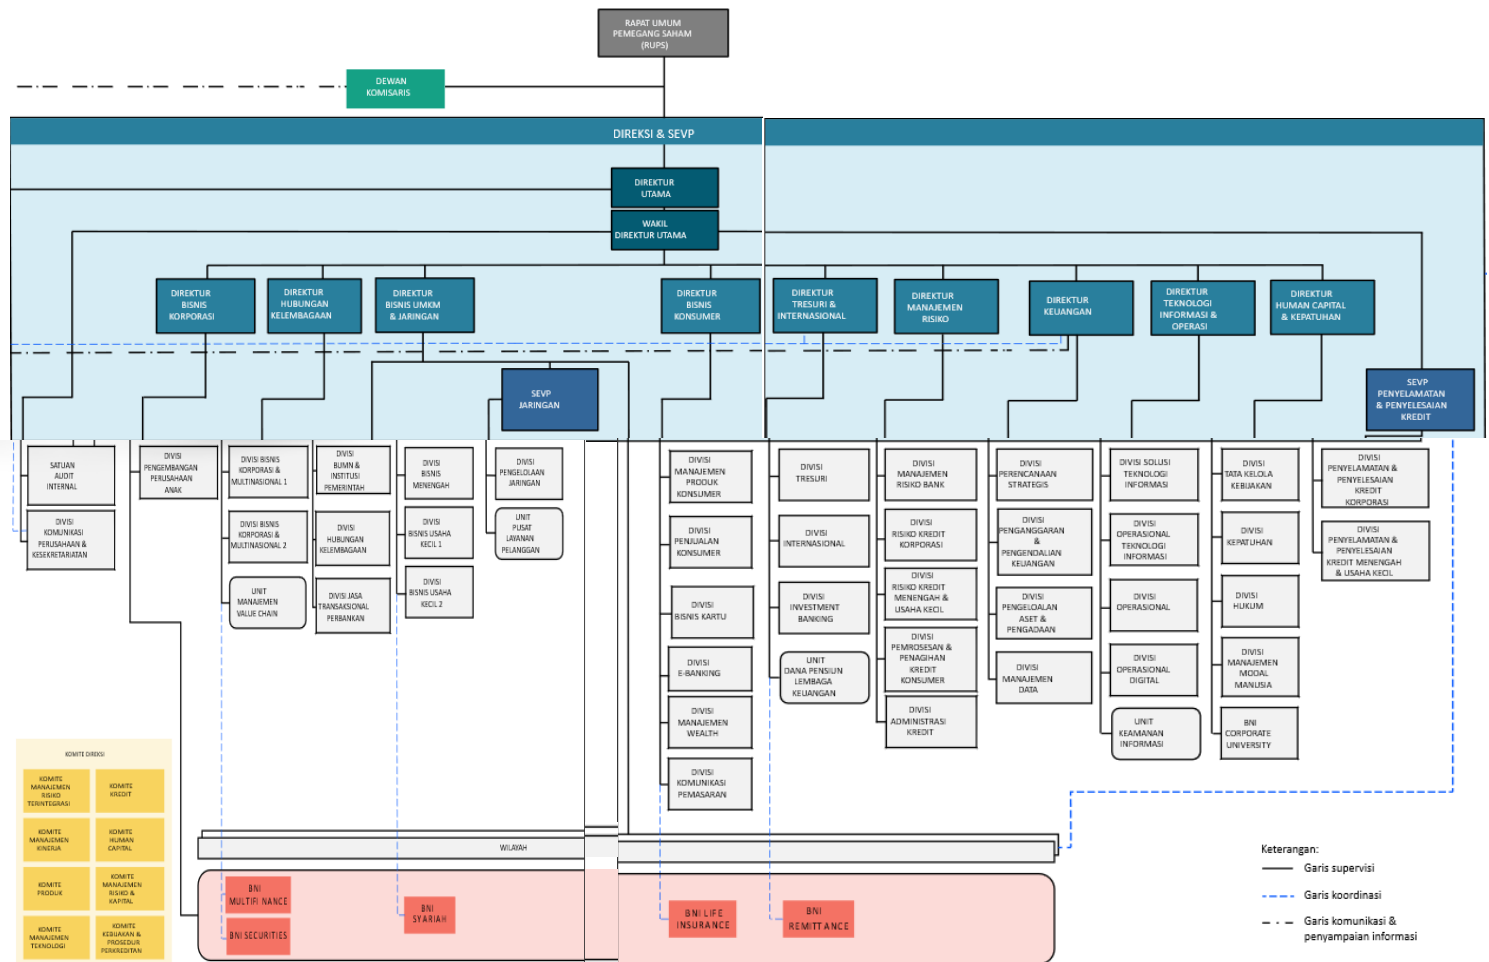 RAPAT UMUM
PEMEGANG SAHAM
(RUPS)
DEWAN
KOMISARIS
DIREKSI & SEVP
DIREKTUR
UTAMA
WAKIL
DIREKTUR UTAMA
DIREKTUR
BISNIS
KORPORASI
DIREKTUR
HUBUNGAN
KELEMBAGAAN
DIREKTUR
BISNIS UMKM
& JARINGAN
DIREKTUR
BISNIS
KONSUMER
DIREKTUR
TRESURI &
INTERNASIONAL
DIREKTUR
MANAJEMEN
RISIKO
DIREKTUR
KEUANGAN
DIREKTUR
TEKNOLOGI
INFORMASI &
OPERASI
DIREKTUR
HUMAN CAPITAL
& KEPATUHAN
SEVP
JARINGAN
SEVP
PENYELAMATAN
& PENYELESAIAN
KREDIT
SATUAN
AUDIT
INTERNAL
DIVISI
KOMUNIKASI
PERUSAHAAN &
KESEKRETARIATAN
DIVISI
PENGEMBANGAN
PERUSAHAAN
ANAK
DIVISI BISNIS
KORPORASI &
MULTINASIONAL 1
DIVISI BISNIS
KORPORASI &
MULTINASIONAL 2
UNIT
MANAJEMEN
VALUE CHAIN
DIVISI
BUMN &
INSTITUSI
PEMERINTAH
DIVISI
HUBUNGAN
KELEMBAGAAN
DIVISI JASA
TRANSAKSIONAL
PERBANKAN
DIVISI
BISNIS
MENENGAH
DIVISI
BISNIS USAHA
KECIL 1
DIVISI
BISNIS USAHA
KECIL 2
DIVISI
PENGELOLAAN
JARINGAN
UNIT
PUSAT
LAYANAN
PELANGGAN
DIVISI
MANAJEMEN
PRODUK
KONSUMER
DIVISI
PENJUALAN
KONSUMER
DIVISI
BISNIS KARTU
DIVISI
E-BANKING
DIVISI
MANAJEMEN
WEALTH
DIVISI
KOMUNIKASI
PEMASARAN
DIVISI
TRESURI
DIVISI
INTERNASIONAL
DIVISI
INVESTMENT
BANKING
UNIT
DANA PENSIUN
LEMBAGA
KEUANGAN
DIVISI
MANAJEMEN
RISIKO BANK
DIVISI
RISIKO KREDIT
KORPORASI
DIVISI
RISIKO KREDIT
MENENGAH &
USAHA KECIL
DIVISI
PEMROSESAN &
PENAGIHAN
KREDIT
KONSUMER
DIVISI
ADMINISTRASI
KREDIT
DIVISI
PERENCANAAN
STRATEGIS
DIVISI
PENGANGGARAN
&
PENGENDALIAN
KEUANGAN
DIVISI
PENGELOALAN
ASET &
PENGADAAN
DIVISI
MANAJEMEN
DATA
DIVISI SOLUSI
TEKNOLOGI
INFORMASI
DIVISI
OPERASIONAL
TEKNOLOGI
INFORMASI
DIVISI
OPERASIONAL
DIVISI
OPERASIONAL
DIGITAL
UNIT
KEAMANAN
INFORMASI
DIVISI
TATA KELOLA
KEBIJAKAN
DIVISI
KEPATUHAN
DIVISI
HUKUM
DIVISI
MANAJEMEN
MODAL
MANUSIA
BNI
CORPORATE
UNIVERSITY
DIVISI
PENYELAMATAN &
PENYELESAIAN
KREDIT
KORPORASI
DIVISI
PENYELAMATAN &
PENYELESAIAN
KREDIT MENENGAH
& USAHA KECIL
KOMITE DIREKSI
KOMITE
MANAJEMEN
RISIKO
TERINTEGRASI
KOMITE
KREDIT
KOMITE
MANAJEMEN
KINERJA
KOMITE
HUMAN
CAPITAL
KOMITE
PRODUK
KOMITE
MANAJEMEN
RISIKO &
KAPITAL
KOMITE
MANAJEMEN
TEKNOLOGI
KOMITE
KEBIJAKAN &
PROSEDUR
PERKREDITAN
WILAYAH
BNI
MULTIFINANCE
BNI SECURITIES
BNI
SYARIAH
BNI LIFE
INSURANCE
BNI
REMITTANCE
Keterangan:
Garis supervisi
Garis koordinasi
Garis komunikasi &
penyampaian informasi